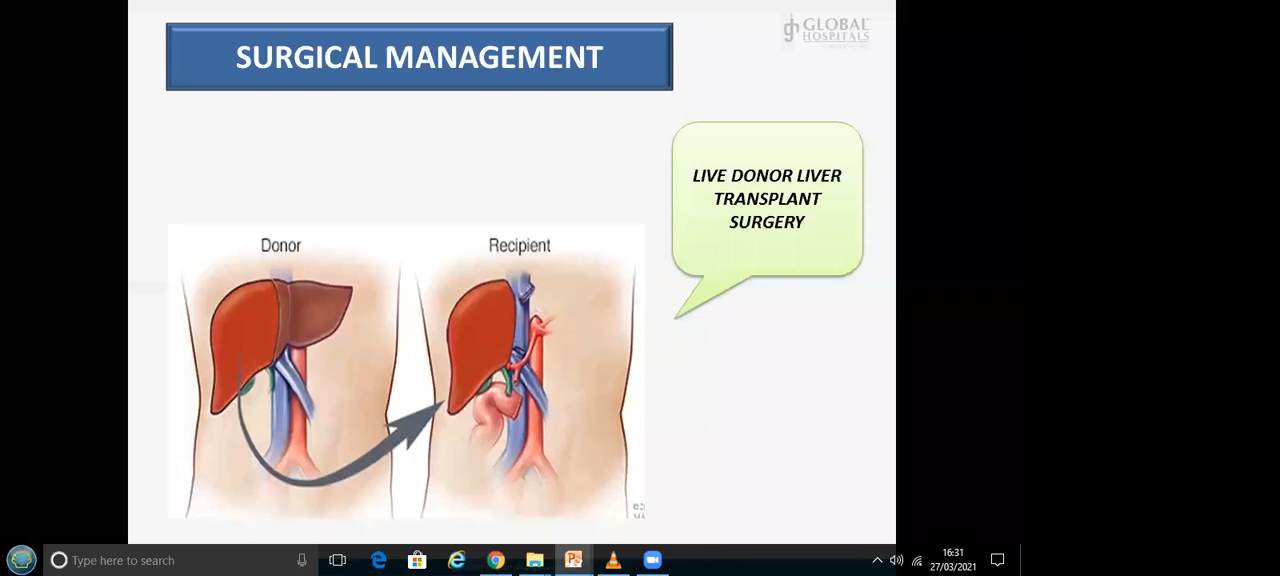 SURGICAL MANAGEMENT
GLOBAL
HOSPITALS
LIVE DONOR LIVER
TRANSPLANT
SURGERY
Donor
Recipient
Type here to search
16:31
27/03/2021